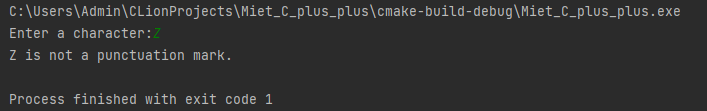 C:\Users\Admin\CLionProjects\Miet_C_plus_plus\cmake-build-debug\Miet_C_plus_plus.exe
Enter a character:Z
Z is not a punctuation mark.
Process finished with exit code 1